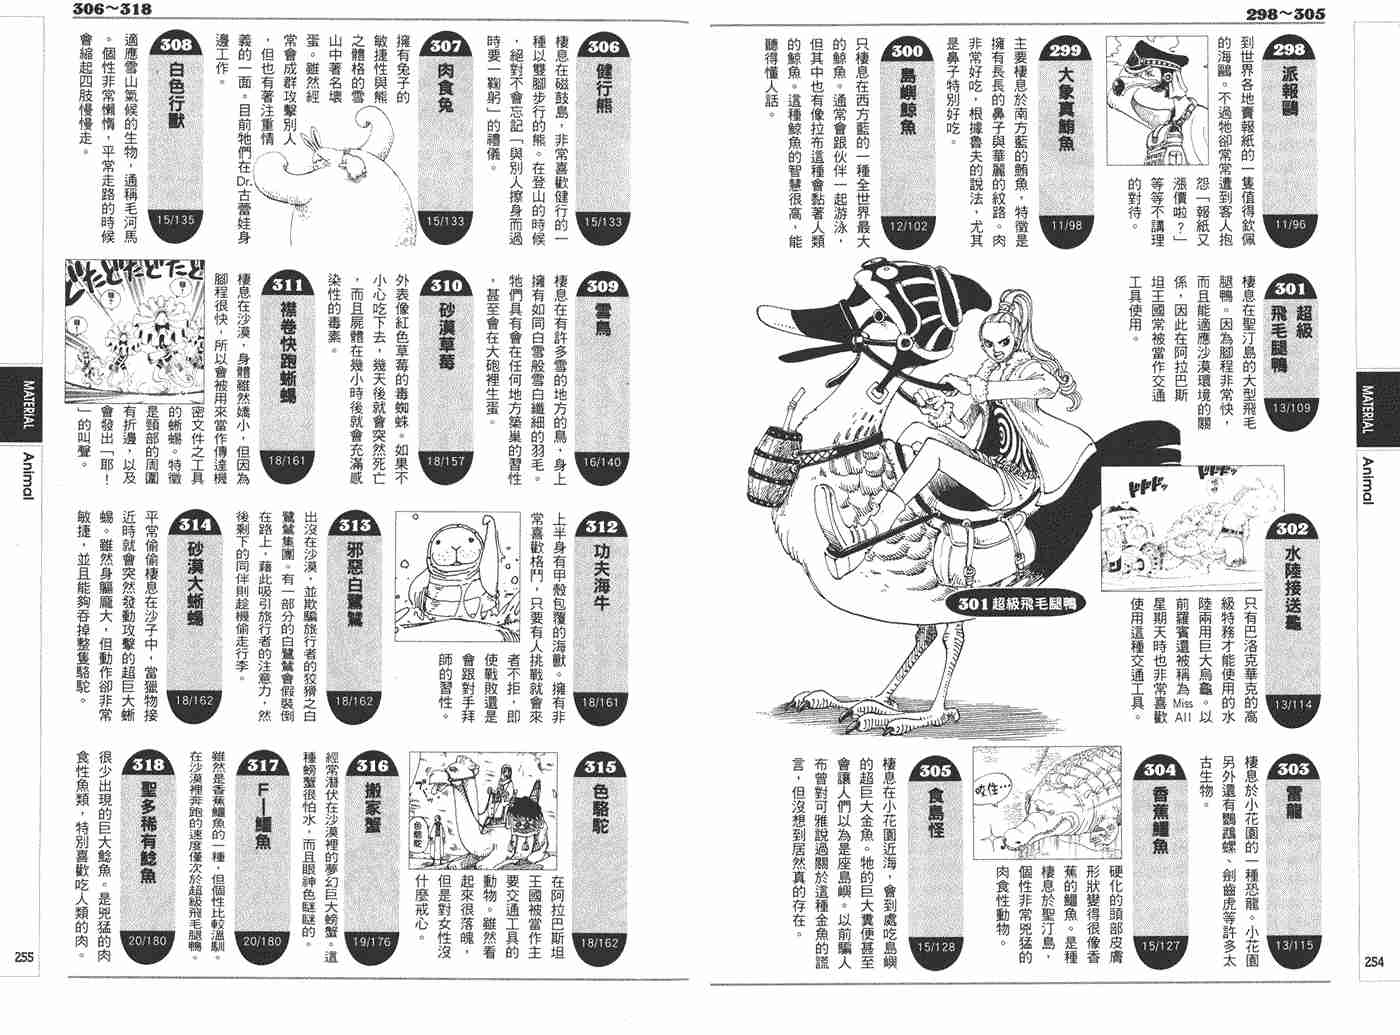 298～305
298
派報鷗
11/96
到世界各地賣報紙的一隻值得欽佩
的海鷗。不過牠卻常常遭到客人抱
怨「報紙又
漲價啦？」
等等不講理
的對待。
299
大象真鮪魚
11/98
主要棲息於南方藍的鮪魚，特徵是
擁有長長的鼻子與華麗的紋路。肉
非常好吃，根據魯夫的說法，尤其
是鼻子特別好吃。
300
島嶼鯨魚
12/102
只棲息在西方藍的一種全世界最大
的鯨魚。通常會跟伙伴一起游泳，
但其中也有像拉布這種會黏著人類
的鯨魚。這種鯨魚的智慧很高，能
聽得懂人話。
301
超級
飛毛腿鴨
13/109
棲息在聖汀島的大型飛毛
腿鴨。因為腳程非常快，
而且能適應沙漠環境的關
係，因此在阿拉巴斯
坦王國常被當作交通
工具使用。
301 超級飛毛腿鴨
302
水陸接送龜
13/114
只有巴洛克華克的高
級特務才能使用的水
陸兩用巨大烏龜。以
前羅賓還被稱為Miss All
星期天時也非常喜歡
使用這種交通工具。
ドドドドッ
ドドドドッ
303
雷龍
13/115
棲息於小花園的一種恐龍。小花園
另外還有鸚鵡螺、劍齒虎等許多太
古生物。
304
香蕉鱷魚
15/127
硬化的頭部皮膚
形狀變得很像香
蕉的鱷魚。是種
棲息於聖汀島，
個性非常兇猛的
肉食性動物。
305
食島怪
15/128
棲息在小花園近海，會到處吃島嶼
的超巨大金魚。牠的巨大糞便甚至
會讓人們以為是座島嶼。以前騙人
布曾對可雅說過關於這種金魚的謊
言，但沒想到居然真的存在。
MATERIAL
Animal
254
306～318
306
健行熊
15/133
棲息在磁鼓島，非常喜歡健行的一
種以雙腳步行的熊。在登山的時候
，絕對不會忘記「與別人擦身而過
時要一鞠躬」的禮儀。
307
肉食兔
15/133
擁有兔子的
敏捷性與熊
之體格的雪
山中著名壞
蛋。雖然經
常會成群攻擊別人
，但也有著注重情
義的一面。目前牠們在Dr.古蕾娃身
邊工作。
308
白色行獸
15/135
適應雪山氣候的生物，通稱毛河馬
。個性非常懶惰，平常走路的時候
會縮起四肢慢慢走。
309
雲鳥
16/140
棲息在有許多雪的地方的鳥，身上
擁有如同白雪般雪白纖細的羽毛。
牠們具有會在任何地方築巢的習性
，甚至會在大砲裡生蛋。
310
砂漠草莓
18/157
外表像紅色草莓的毒蜘蛛。如果不
小心吃下去，幾天後就會突然死亡
，而且屍體在幾小時後就會充滿感
染性的毒素。
311
襟卷快跑蜥蜴
18/161
棲息在沙漠，身體雖然嬌小，但因為
腳程很快，所以會被用來當作傳達機
密文件之工具
的蜥蜴。特徵
是頸部的周圍
有折邊，以及
會發出「耶！
」的叫聲。
どたどたどたどど
312
功夫海牛
18/161
上半身有甲殼包覆的海獸。擁有非
常喜歡格鬥，只要有人挑戰就會來
者不拒，即
使戰敗還是
會跟對手拜
師的習性。
313
邪惡白鷺鷥
18/162
出沒在沙漠，並欺騙旅行者的狡猾之白
鷺鷥集團。有一部分的白鷺鷥會假裝倒
在路上，藉此吸引旅行者的注意力，然
後剩下的同伴則趁機偷走行李。
314
砂漠大蜥蜴
18/162
平常偷偷棲息在沙子中，當獵物接
近時就會突然發動攻擊的超巨大蜥
蜴。雖然身軀龐大，但動作卻非常
敏捷，並且能夠吞掉整隻駱駝。
315
色駱駝
18/162
在阿拉巴斯坦
王國被當作主
要交通工具的
動物。雖然看
起來很落魄，
但是對女性沒
什麼戒心。
316
搬家蟹
19/176
經常潛伏在沙漠裡的夢幻巨大螃蟹。這
種螃蟹很怕水，而且眼神色瞇瞇的。
317
F－鱷魚
20/180
雖然是香蕉鱷魚的一種，但個性比較溫馴
在沙漠裡奔跑的速度僅次於超級飛毛腿鴨。
318
聖多稀有鯰魚
20/180
很少出現的巨大鯰魚。是兇猛的肉
食性魚類，特別喜歡吃人類的肉。
MATERIAL
Animal
255